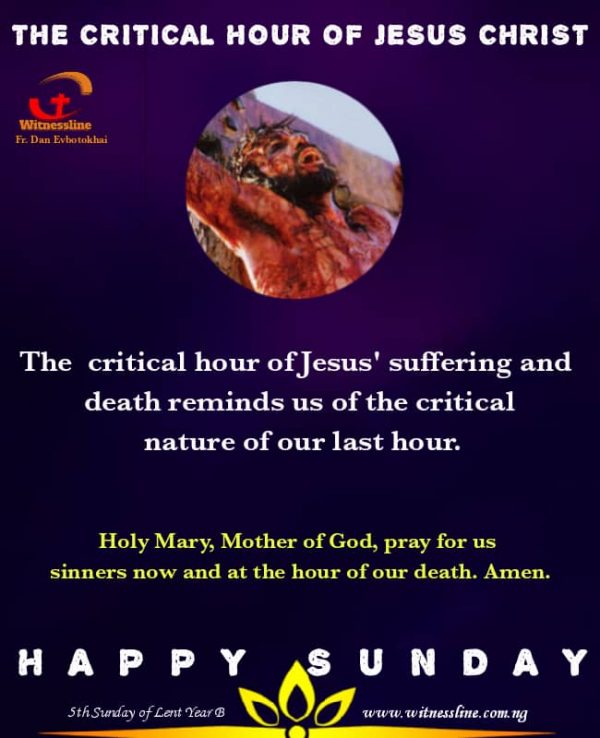 THE CRITICAL HOUR OF JESUS CHRIST
Witnessline
Fr. Dan Evbotokhai
The critical hour of Jesus' suffering and
death reminds us of the critical
nature of our last hour.
Holy Mary, Mother of God, pray for us
sinners now and at the hour of our death. Amen.
HAPPY SUNDAY
5th Sunday of Lent Year B
www.witnessline.com.ng